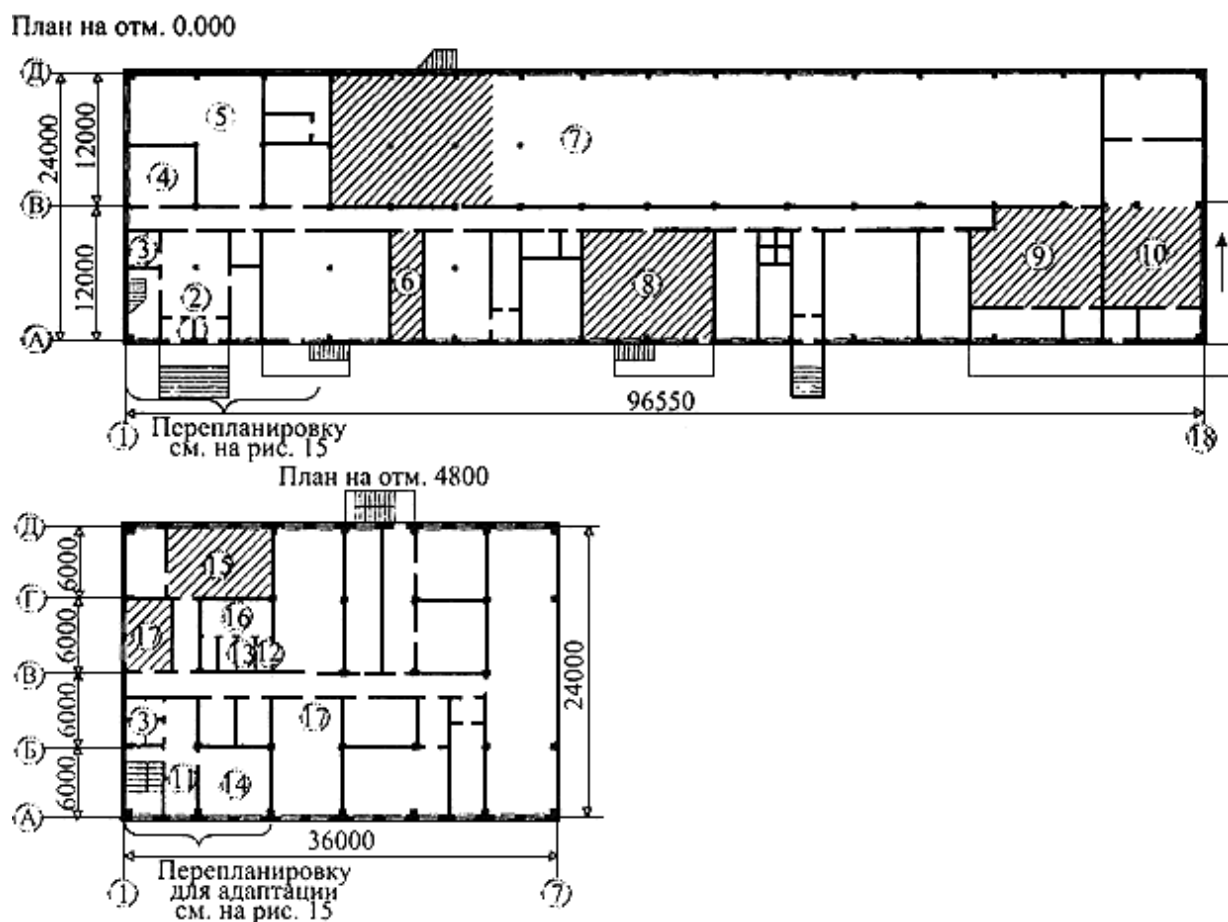 План на отм. 0.000
Д
В
А
24000
12000
12000
5
4
3
2
1
6
7
8
9
10
96550
1
18
Перепланировку
см. на рис. 15
План на отм. 4800
Д
Г
В
Б
А
6000
6000
6000
6000
15
17
16
13
12
3
17
11
14
24000
36000
1
7
Перепланировку
для адаптации
см. на рис. 15